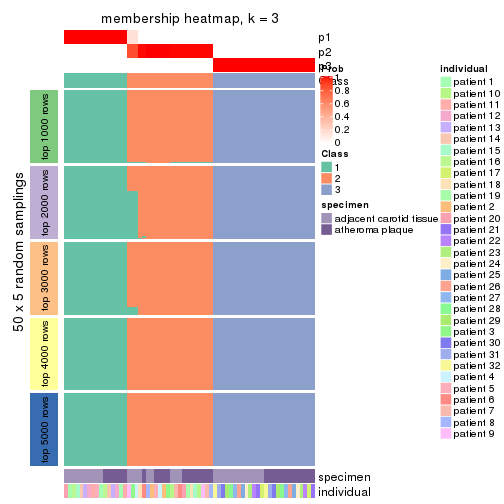 membership heatmap, k = 3
p1
p2
p3
Class
50 x 5 random samplings
top 1000 rows
top 2000 rows
top 3000 rows
top 4000 rows
top 5000 rows
specimen
individual
Prob
1
0.8
0.6
0.4
0.2
0
Class
1
2
3
specimen
adjacent carotid tissue
atheroma plaque
individual
patient 1
patient 10
patient 11
patient 12
patient 13
patient 14
patient 15
patient 16
patient 17
patient 18
patient 19
patient 2
patient 20
patient 21
patient 22
patient 23
patient 24
patient 25
patient 26
patient 27
patient 28
patient 29
patient 3
patient 30
patient 31
patient 32
patient 4
patient 5
patient 6
patient 7
patient 8
patient 9